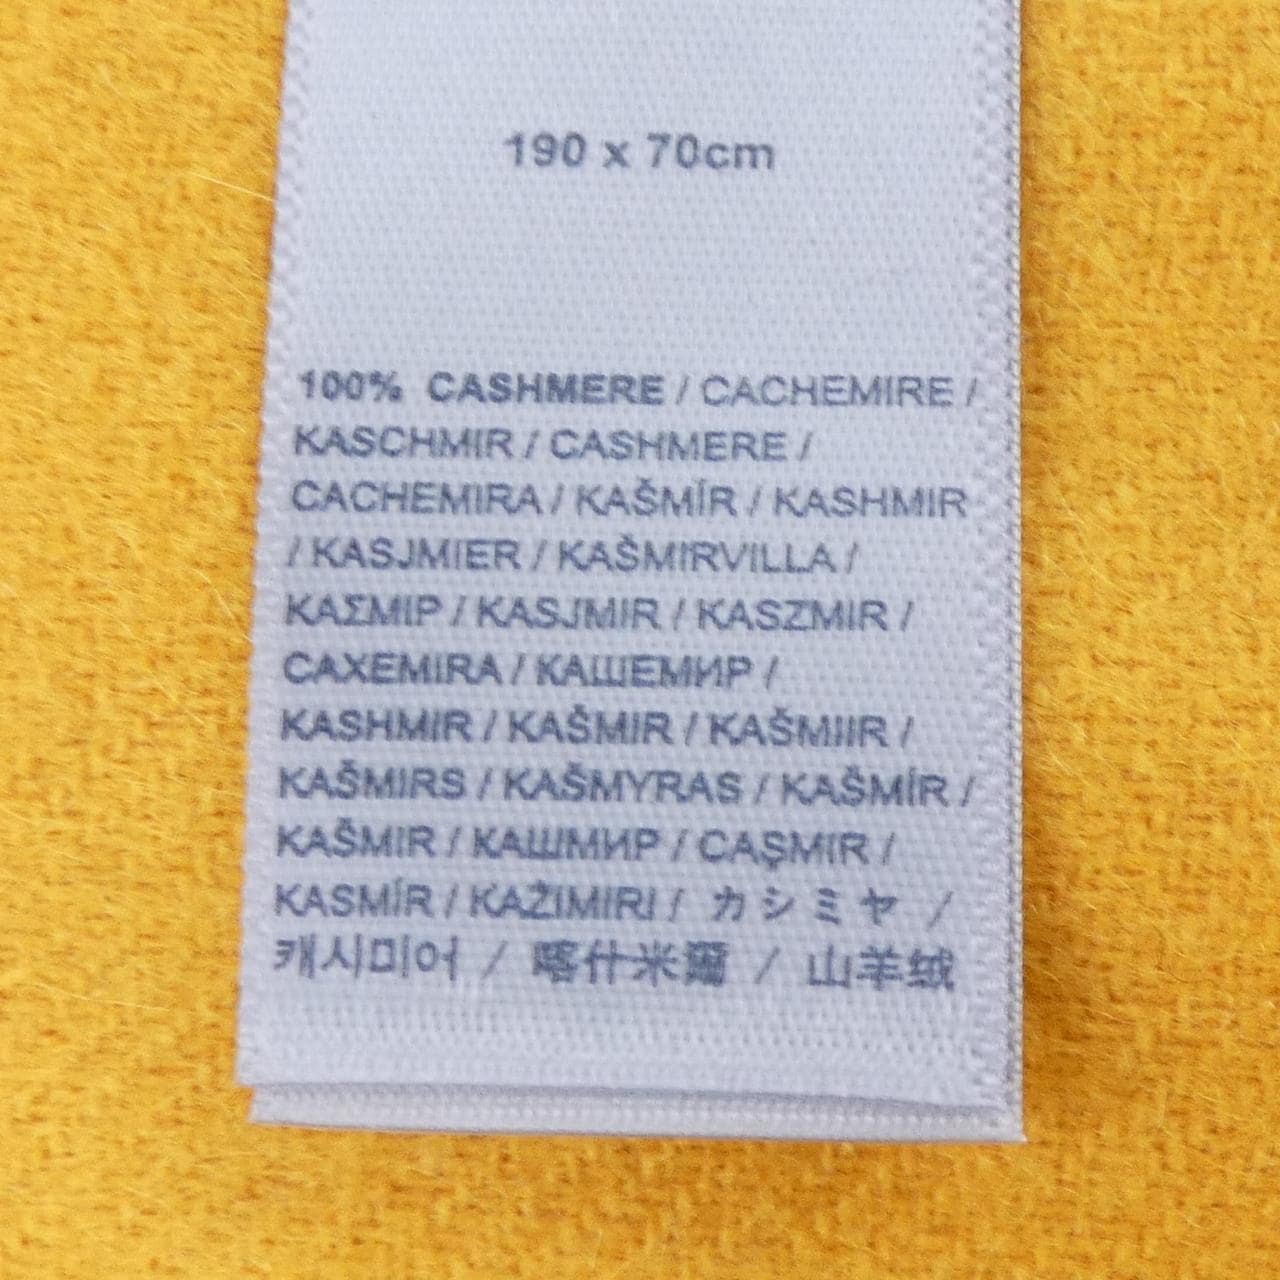 190 x 70cm
100% CASHMERE / CACHEMIRE /
KASCHMIR / CASHMERE /
CACHEMIRA / KAŠMÍR / KASHMIR
/ KASJMIER / KAŠMIRVILLA /
ΚΑΣΜΙΡ / KASJMIR / KASZMIR /
CAXEMIRA / КАШЕМИР /
KASHMIR / KAŠMIR / KAŠMIIR /
KAŠMIRS / KAŠMYRAS / KAŠMÍR /
KAŠMIR / КАШМИР / CAŞMIR /
KASMÍR / KAŻIMIRI / カシミヤ /
캐시미어 / 喀什米爾 / 山羊绒